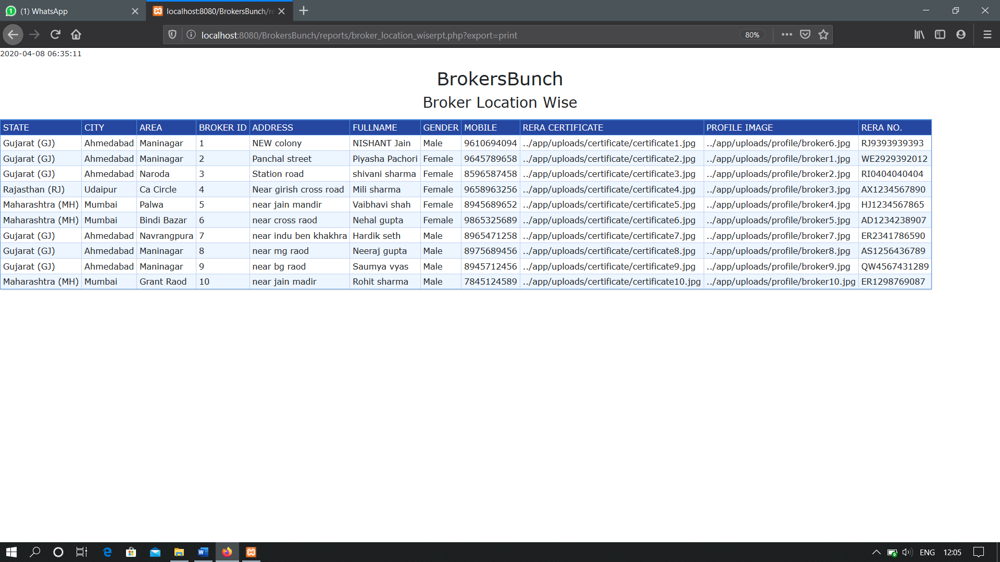 (1) WhatsApp localhost:8080/BrokersBunch/re
localhost:8080/BrokersBunch/reports/broker_location_wiserpt.php?export=print 80%
2020-04-08 06:35:11
BrokersBunch
Broker Location Wise
STATE CITY AREA BROKER ID ADDRESS FULLNAME GENDER MOBILE RERA CERTIFICATE PROFILE IMAGE RERA NO.
Gujarat (GJ) Ahmedabad Maninagar 1 NEW colony NISHANT Jain Male 9610694094 ../app/uploads/certificate/certificate1.jpg ../app/uploads/profile/broker6.jpg RJ9393939393
Gujarat (GJ) Ahmedabad Maninagar 2 Panchal street Piyasha Pachori Female 9645789658 ../app/uploads/certificate/certificate2.jpg ../app/uploads/profile/broker1.jpg WE2929392012
Gujarat (GJ) Ahmedabad Naroda 3 Station road shivani sharma Female 8596587458 ../app/uploads/certificate/certificate3.jpg ../app/uploads/profile/broker2.jpg RI0404040404
Rajasthan (RJ) Udaipur Ca Circle 4 Near girish cross road Mili sharma Female 9658963256 ../app/uploads/certificate/certificate4.jpg ../app/uploads/profile/broker3.jpg AX1234567890
Maharashtra (MH) Mumbai Palwa 5 near jain mandir Vaibhavi shah Female 8945689652 ../app/uploads/certificate/certificate5.jpg ../app/uploads/profile/broker4.jpg HJ1234567865
Maharashtra (MH) Mumbai Bindi Bazar 6 near cross raod Nehal gupta Female 9865325689 ../app/uploads/certificate/certificate6.jpg ../app/uploads/profile/broker5.jpg AD1234238907
Gujarat (GJ) Ahmedabad Navrangpura 7 near indu ben khakhra Hardik seth Male 8965471258 ../app/uploads/certificate/certificate7.jpg ../app/uploads/profile/broker7.jpg ER2341786590
Gujarat (GJ) Ahmedabad Maninagar 8 near mg raod Neeraj gupta Male 8975689456 ../app/uploads/certificate/certificate8.jpg ../app/uploads/profile/broker8.jpg AS1256436789
Gujarat (GJ) Ahmedabad Maninagar 9 near bg raod Saumya vyas Male 8945712456 ../app/uploads/certificate/certificate9.jpg ../app/uploads/profile/broker9.jpg QW4567431289
Maharashtra (MH) Mumbai Grant Raod 10 near jain madir Rohit sharma Male 7845124589 ../app/uploads/certificate/certificate10.jpg ../app/uploads/profile/broker10.jpg ER1298769087
ENG 12:05